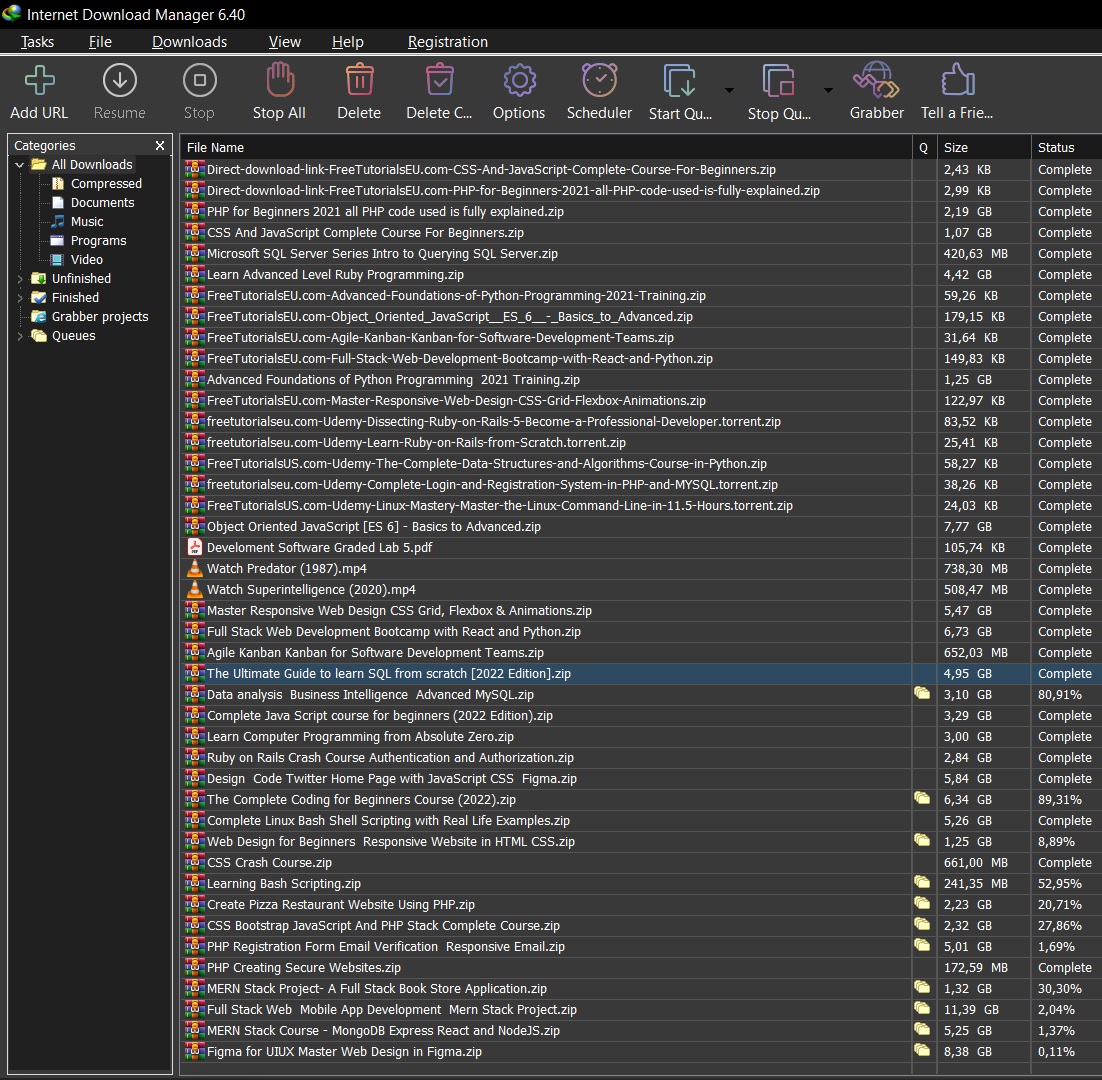 Internet Download Manager 6.40
Tasks File Downloads View Help Registration
Add URL Resume Stop Stop All Delete Delete C... Options Scheduler Start Qu... Stop Qu... Grabber Tell a Frie...
Categories
All Downloads
Compressed
Documents
Music
Programs
Video
Unfinished
Finished
Grabber projects
Queues
File Name Q Size Status
Direct-download-link-FreeTutorialsEU.com-CSS-And-JavaScript-Complete-Course-For-Beginners.zip 2,43 KB Complete
Direct-download-link-FreeTutorialsEU.com-PHP-for-Beginners-2021-all-PHP-code-used-is-fully-explained.zip 2,99 KB Complete
PHP for Beginners 2021 all PHP code used is fully explained.zip 2,19 GB Complete
CSS And JavaScript Complete Course For Beginners.zip 1,07 GB Complete
Microsoft SQL Server Series Intro to Querying SQL Server.zip 420,63 MB Complete
Learn Advanced Level Ruby Programming.zip 4,42 GB Complete
FreeTutorialsEU.com-Advanced-Foundations-of-Python-Programming-2021-Training.zip 59,26 KB Complete
FreeTutorialsEU.com-Object_Oriented_JavaScript__ES_6__-_Basics_to_Advanced.zip 179,15 KB Complete
FreeTutorialsEU.com-Agile-Kanban-Kanban-for-Software-Development-Teams.zip 31,64 KB Complete
FreeTutorialsEU.com-Full-Stack-Web-Development-Bootcamp-with-React-and-Python.zip 149,83 KB Complete
Advanced Foundations of Python Programming  2021 Training.zip 1,25 GB Complete
FreeTutorialsEU.com-Master-Responsive-Web-Design-CSS-Grid-Flexbox-Animations.zip 122,97 KB Complete
freetutorialseu.com-Udemy-Dissecting-Ruby-on-Rails-5-Become-a-Professional-Developer.torrent.zip 83,52 KB Complete
freetutorialseu.com-Udemy-Learn-Ruby-on-Rails-from-Scratch.torrent.zip 25,41 KB Complete
FreeTutorialsUS.com-Udemy-The-Complete-Data-Structures-and-Algorithms-Course-in-Python.zip 58,27 KB Complete
freetutorialseu.com-Udemy-Complete-Login-and-Registration-System-in-PHP-and-MYSQL.torrent.zip 38,26 KB Complete
FreeTutorialsUS.com-Udemy-Linux-Mastery-Master-the-Linux-Command-Line-in-11.5-Hours.torrent.zip 24,03 KB Complete
Object Oriented JavaScript [ES 6] - Basics to Advanced.zip 7,77 GB Complete
Develoment Software Graded Lab 5.pdf 105,74 KB Complete
Watch Predator (1987).mp4 738,30 MB Complete
Watch Superintelligence (2020).mp4 508,47 MB Complete
Master Responsive Web Design CSS Grid, Flexbox & Animations.zip 5,47 GB Complete
Full Stack Web Development Bootcamp with React and Python.zip 6,73 GB Complete
Agile Kanban Kanban for Software Development Teams.zip 652,03 MB Complete
The Ultimate Guide to learn SQL from scratch [2022 Edition].zip 4,95 GB Complete
Data analysis  Business Intelligence  Advanced MySQL.zip 3,10 GB 80,91%
Complete Java Script course for beginners (2022 Edition).zip 3,29 GB Complete
Learn Computer Programming from Absolute Zero.zip 3,00 GB Complete
Ruby on Rails Crash Course Authentication and Authorization.zip 2,84 GB Complete
Design  Code Twitter Home Page with JavaScript CSS  Figma.zip 5,84 GB Complete
The Complete Coding for Beginners Course (2022).zip 6,34 GB 89,31%
Complete Linux Bash Shell Scripting with Real Life Examples.zip 5,26 GB Complete
Web Design for Beginners  Responsive Website in HTML CSS.zip 1,25 GB 8,89%
CSS Crash Course.zip 661,00 MB Complete
Learning Bash Scripting.zip 241,35 MB 52,95%
Create Pizza Restaurant Website Using PHP.zip 2,23 GB 20,71%
CSS Bootstrap JavaScript And PHP Stack Complete Course.zip 2,32 GB 27,86%
PHP Registration Form Email Verification  Responsive Email.zip 5,01 GB 1,69%
PHP Creating Secure Websites.zip 172,59 MB Complete
MERN Stack Project- A Full Stack Book Store Application.zip 1,32 GB 30,30%
Full Stack Web  Mobile App Development  Mern Stack Project.zip 11,39 GB 2,04%
MERN Stack Course - MongoDB Express React and NodeJS.zip 5,25 GB 1,37%
Figma for UIUX Master Web Design in Figma.zip 8,38 GB 0,11%